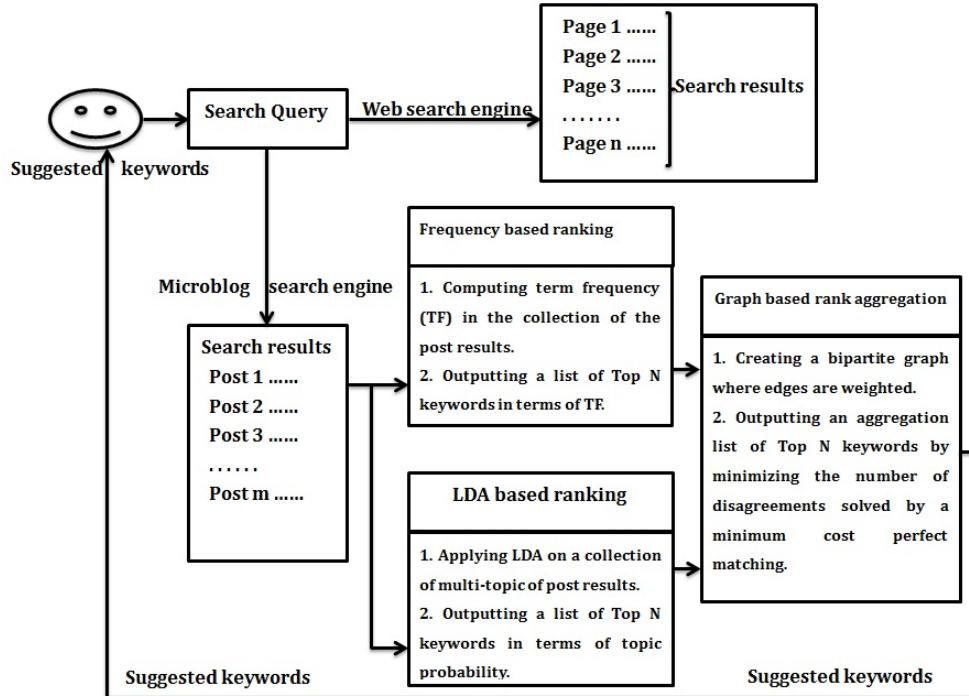 Search Query
Web search engine
Page 1 ......
Page 2 ......
Page 3 ......
.......
Page n ......
Search results
Suggested keywords
Microblog search engine
Search results
Post 1 ......
Post 2 ......
Post 3 ......
......
Post m ......
Frequency based ranking
1. Computing term frequency
(TF) in the collection of the
post results.
2. Outputting a list of Top N
keywords in terms of TF.
LDA based ranking
1. Applying LDA on a collection
of multi-topic of post results.
2. Outputting a list of Top N
keywords in terms of topic
probability.
Graph based rank aggregation
1. Creating a bipartite graph
where edges are weighted.
2. Outputting an aggregation
list of Top N keywords by
minimizing the number of
disagreements solved by a
minimum cost perfect
matching.
Suggested keywords
Suggested keywords